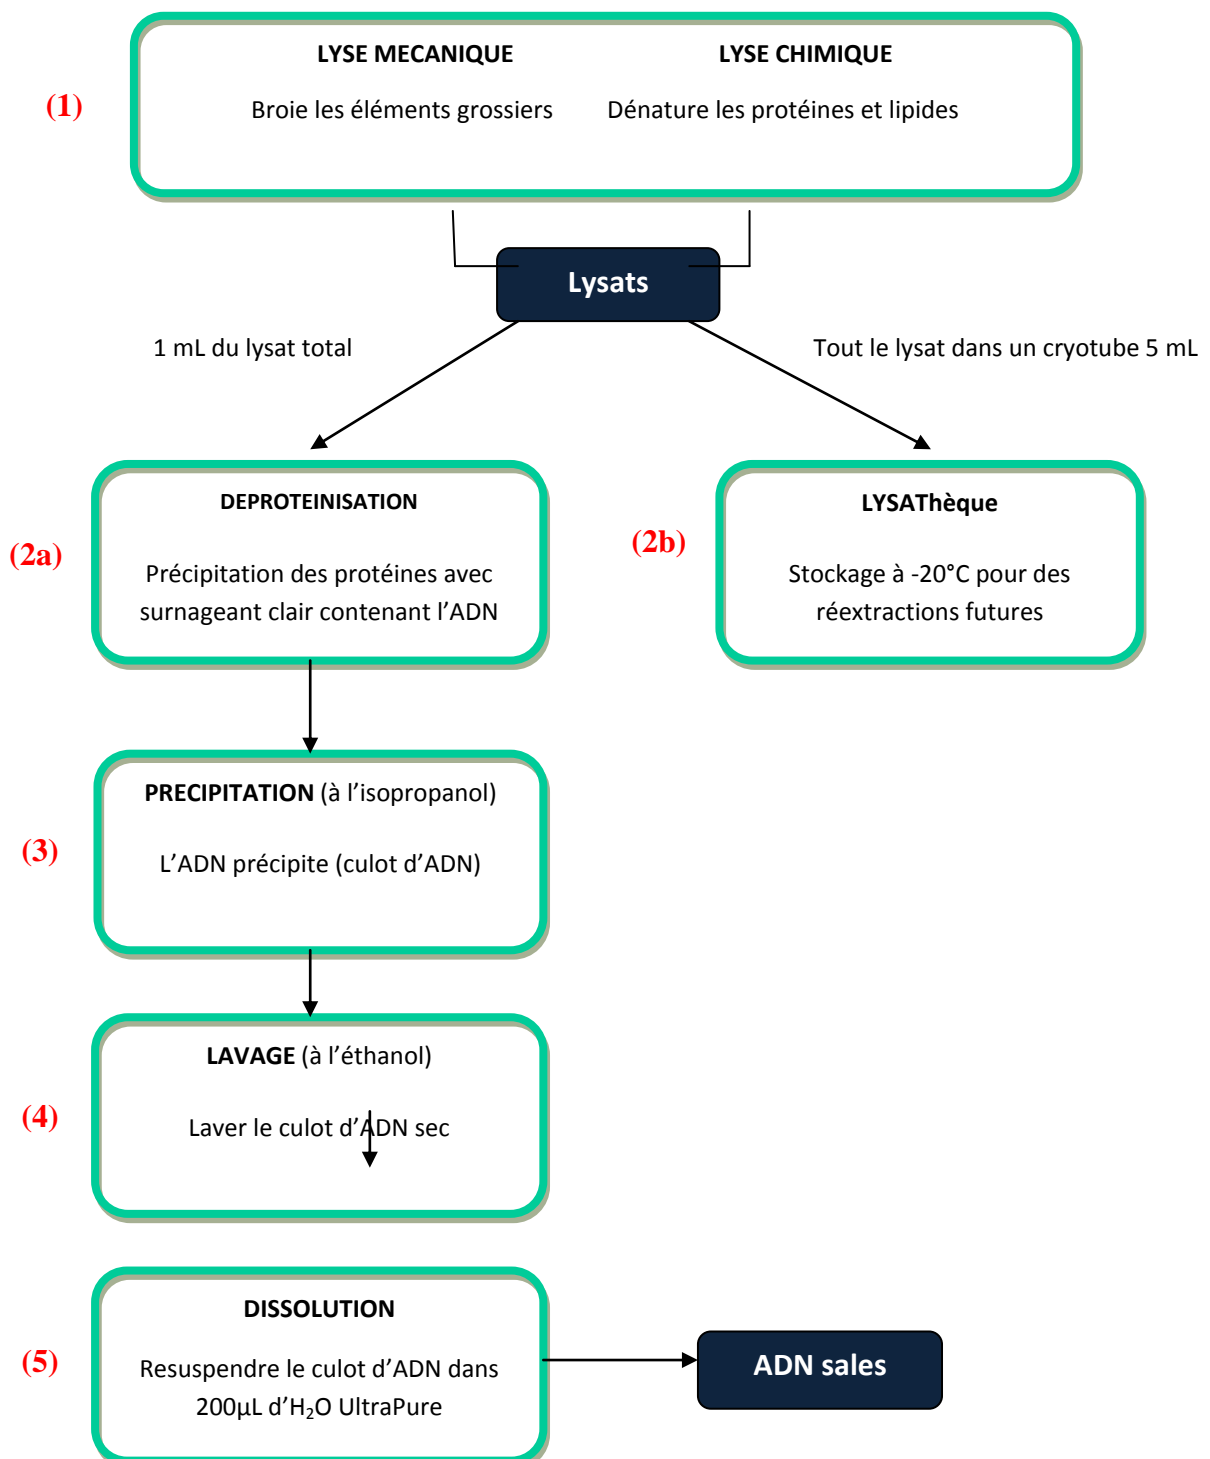 LYSE MECANIQUE
LYSE CHIMIQUE
(1)
Broie les éléments grossiers
Dénature les protéines et lipides
Lysats
1 mL du lysat total
Tout le lysat dans un cryotube 5 mL
DEPROTEINISATION
(2a)
Précipitation des protéines avec
surnageant clair contenant l’ADN
LYSAThèque
(2b)
Stockage à -20°C pour des
réextractions futures
PRECIPITATION (à l’isopropanol)
(3)
L’ADN précipite (culot d’ADN)
LAVAGE (à l’éthanol)
(4)
Laver le culot d’ADN sec
DISSOLUTION
(5)
Resuspendre le culot d’ADN dans
200µL d’H₂O UltraPure
ADN sales